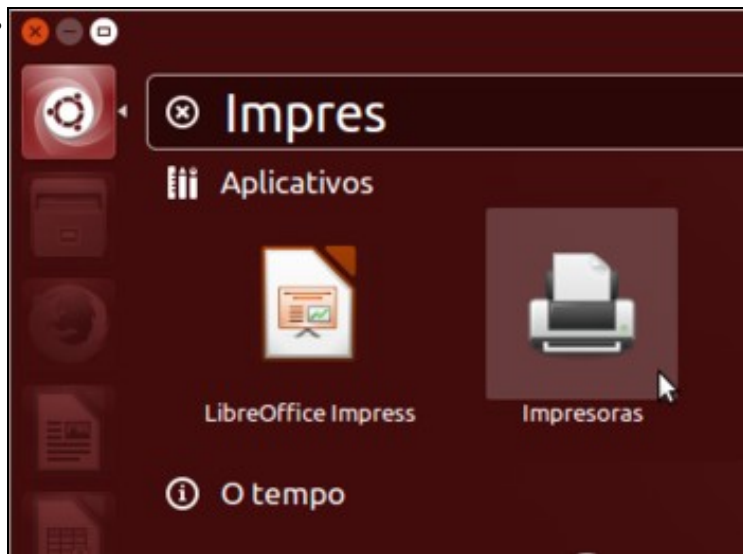 Impres
Aplicativos
LibreOffice Impress
Impresoras
O tempo